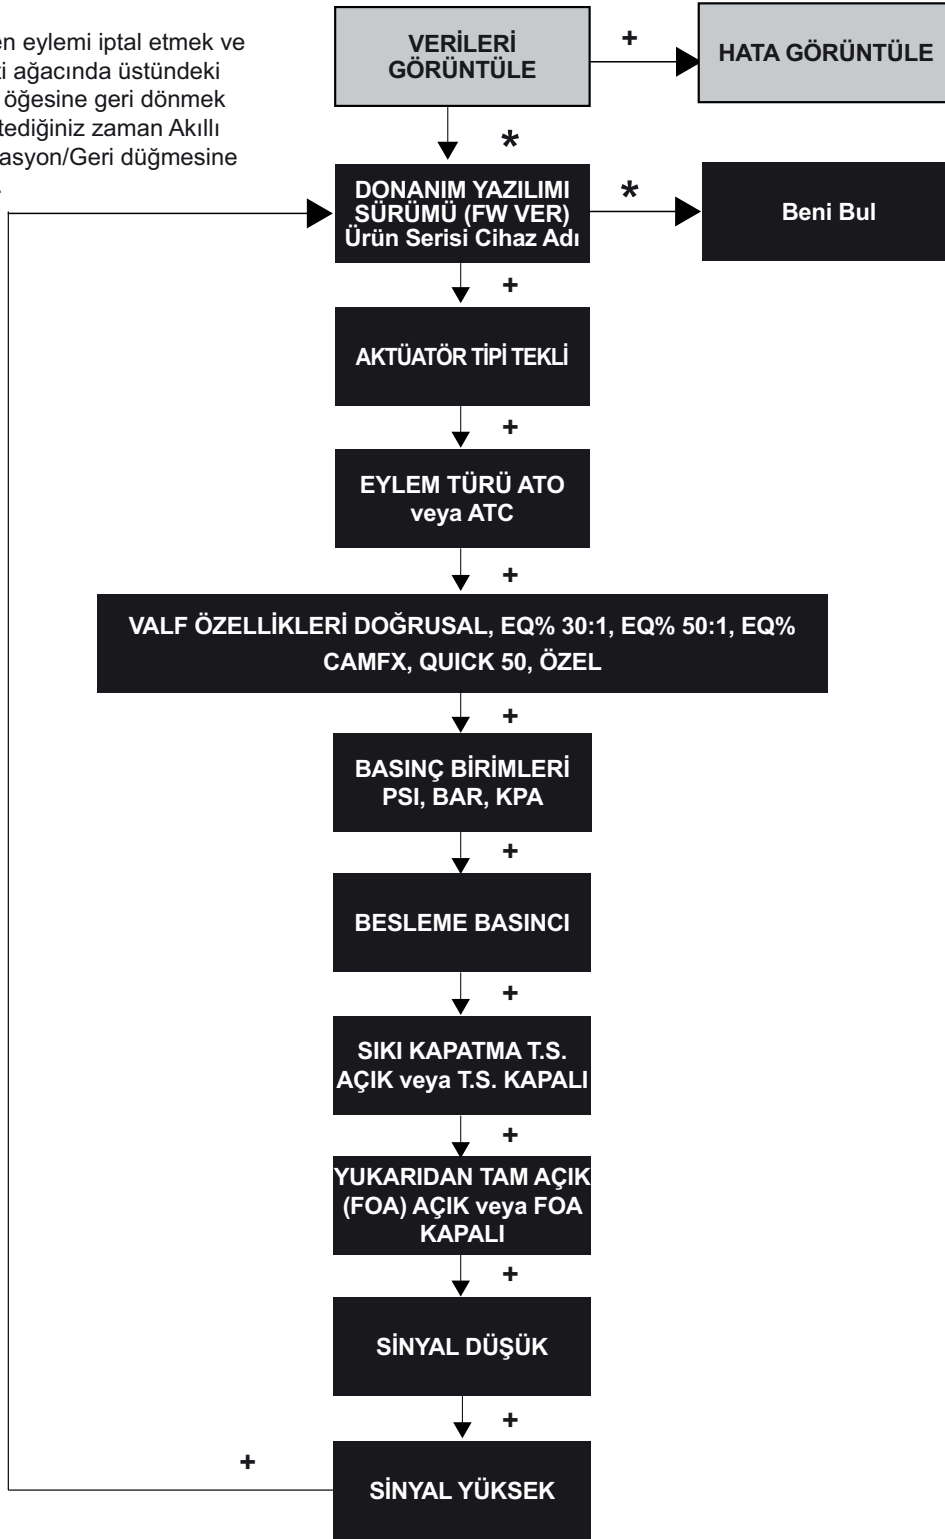 en eylemi iptal etmek ve
ti ağacında üstündeki
öğesine geri dönmek
tediğiniz zaman Akıllı
asyon/Geri düğmesine
.
VERİLERİ
GÖRÜNTÜLE
+
HATA GÖRÜNTÜLE
*
DONANIM YAZILIMI
SÜRÜMÜ (FW VER)
Ürün Serisi Cihaz Adı
*
Beni Bul
+
AKTÜATÖR TİPİ TEKLİ
+
EYLEM TÜRÜ ATO
veya ATC
+
VALF ÖZELLİKLERİ DOĞRUSAL, EQ% 30:1, EQ% 50:1, EQ%
CAMFX, QUICK 50, ÖZEL
+
BASINÇ BİRİMLERİ
PSI, BAR, KPA
+
BESLEME BASINCI
+
SIKI KAPATMA T.S.
AÇIK veya T.S. KAPALI
+
YUKARIDAN TAM AÇIK
(FOA) AÇIK veya FOA
KAPALI
+
SİNYAL DÜŞÜK
+
SİNYAL YÜKSEK
+